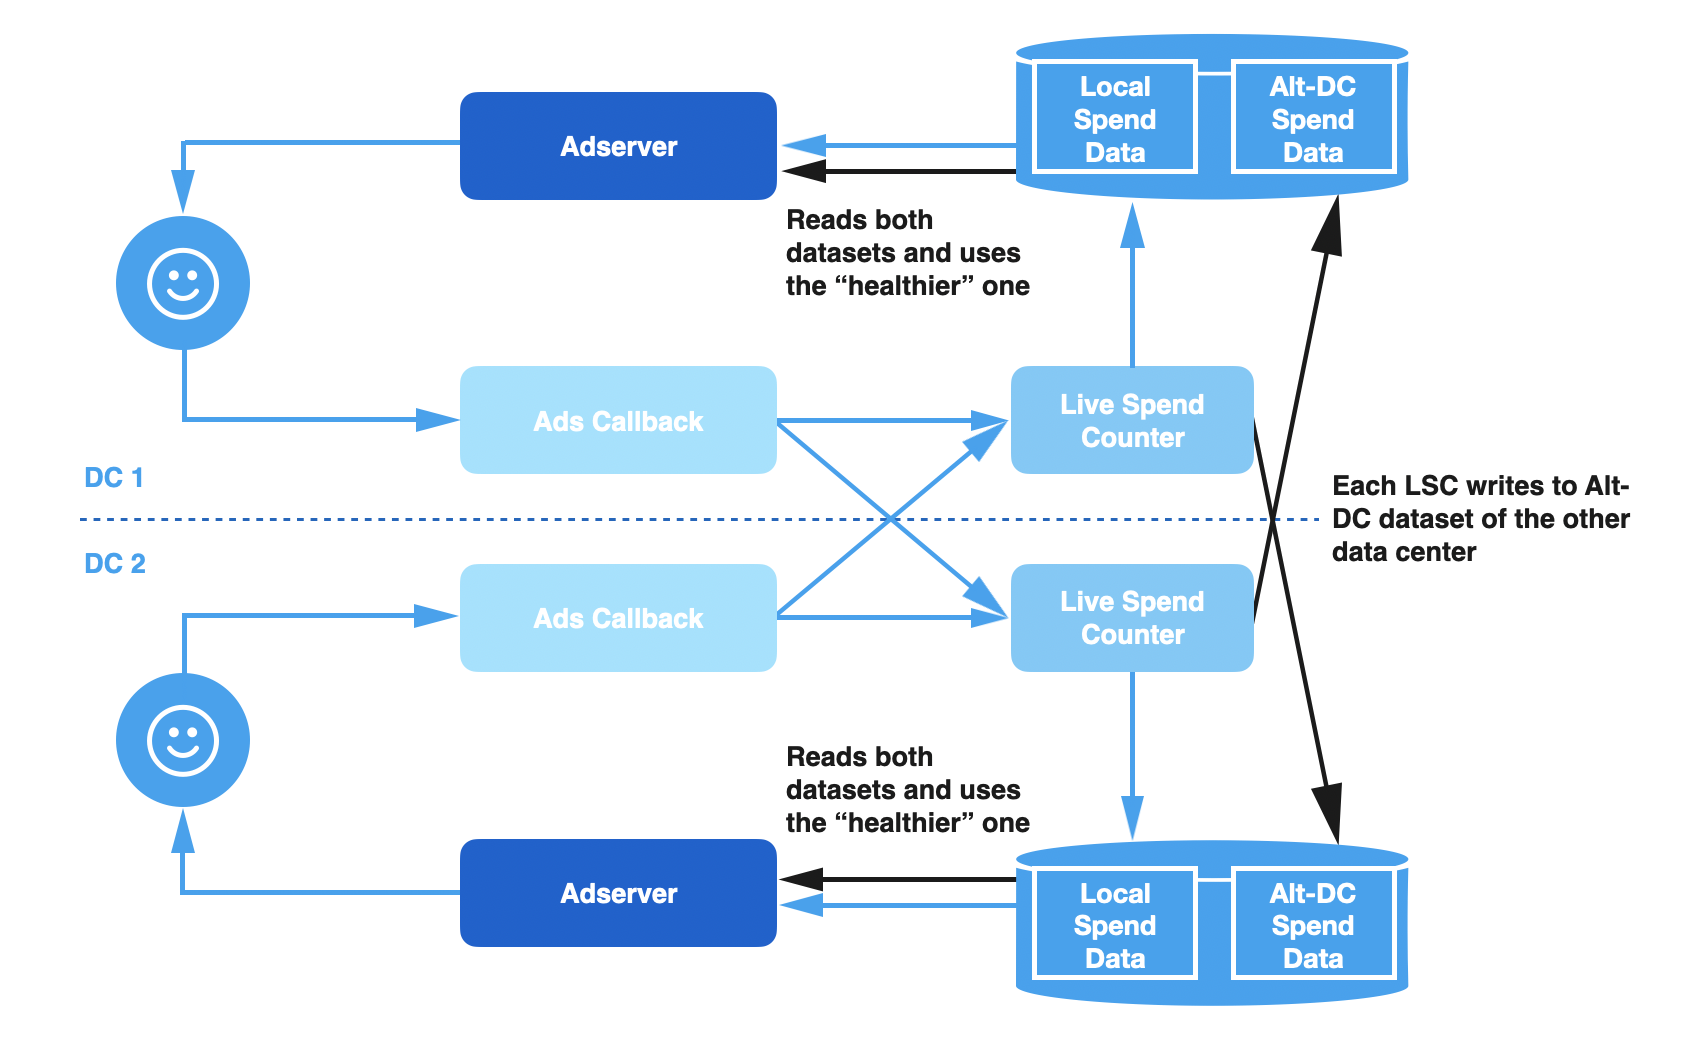 Local
Spend
Data
Alt-DC
Spend
Data
Adserver
Reads both
datasets and uses
the “healthier” one
Ads Callback
Live Spend
Counter
DC 1
Each LSC writes to Alt-
DC dataset of the other
data center
DC 2
Ads Callback
Live Spend
Counter
Reads both
datasets and uses
the “healthier” one
Adserver
Local
Spend
Data
Alt-DC
Spend
Data